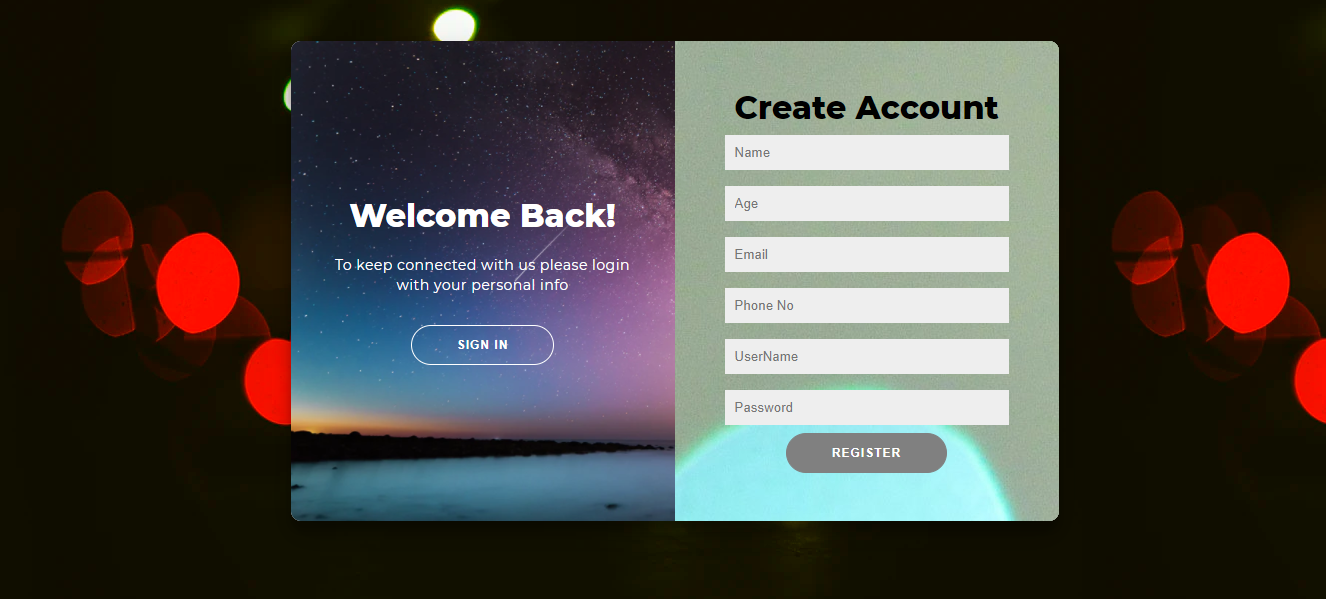 Welcome Back!
To keep connected with us please login
with your personal info
SIGN IN
Create Account
Name
Age
Email
Phone No
UserName
Password
REGISTER